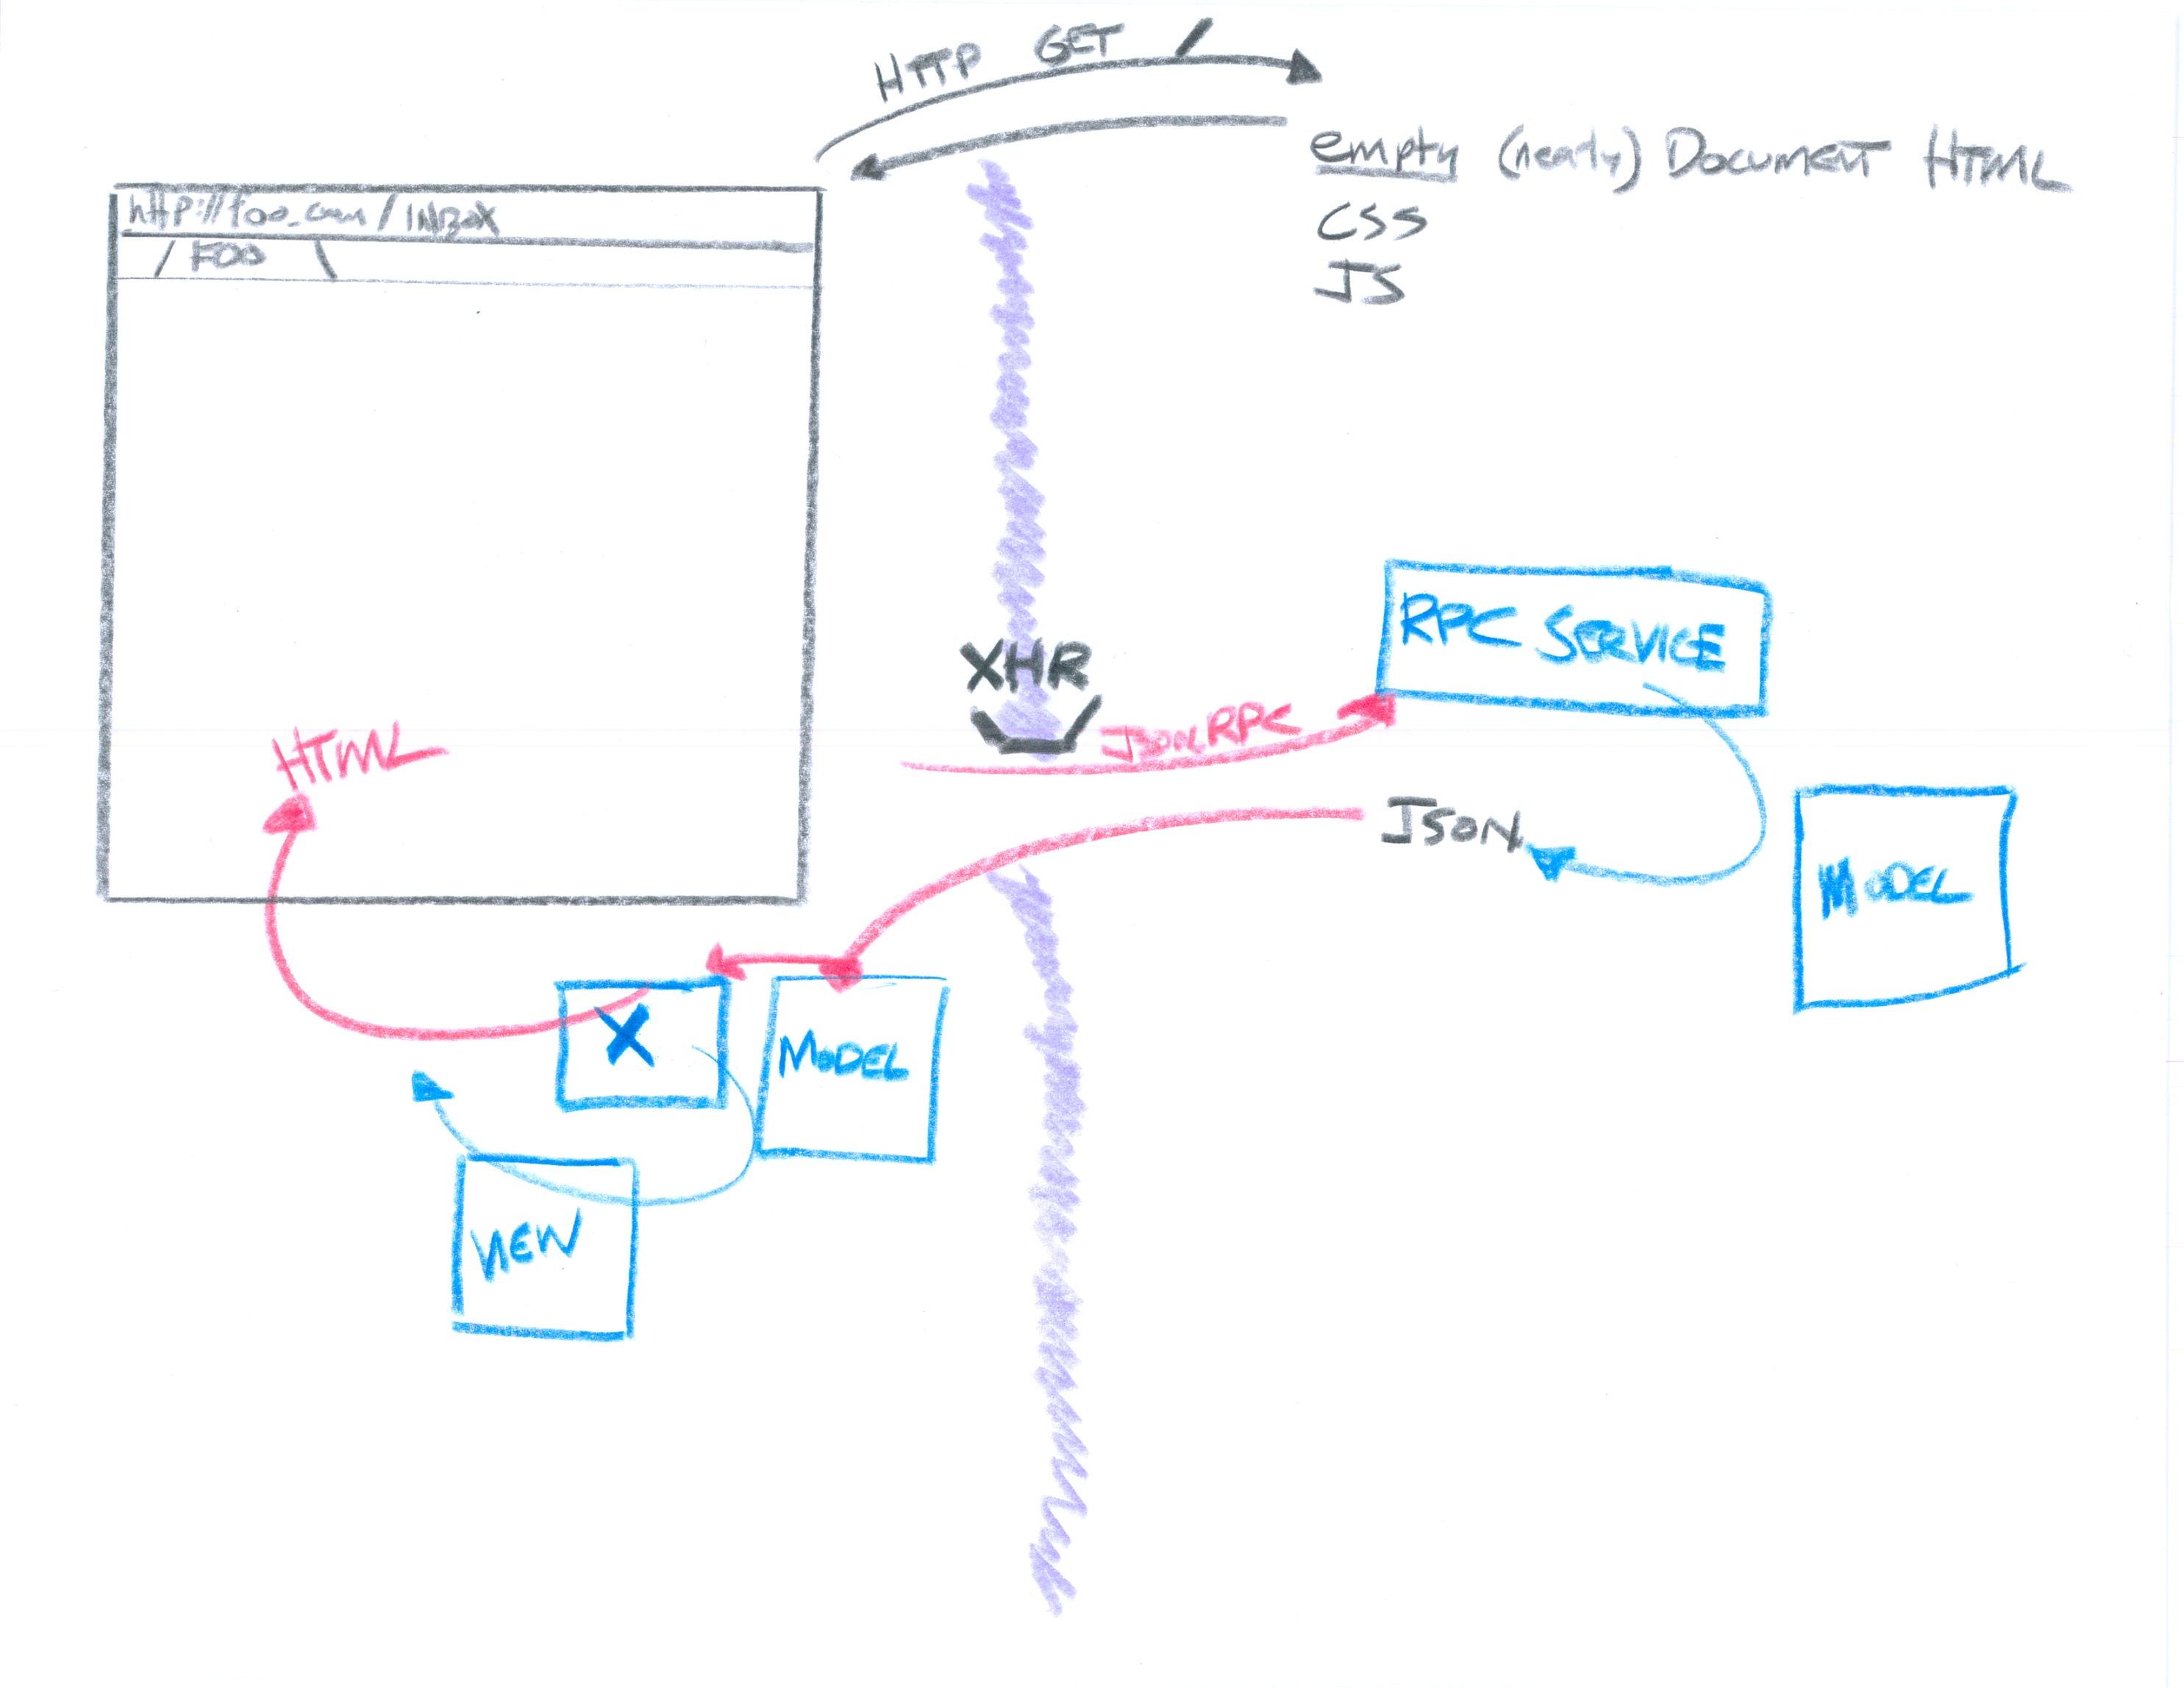 HTTP GET /
empty (nearly) Document HTML
CSS
JS
http://foo.com/INBOX
/ FOO \
RPC SERVICE
XHR
JSON RPC
HTML
JSON
MODEL
X
MODEL
VIEW